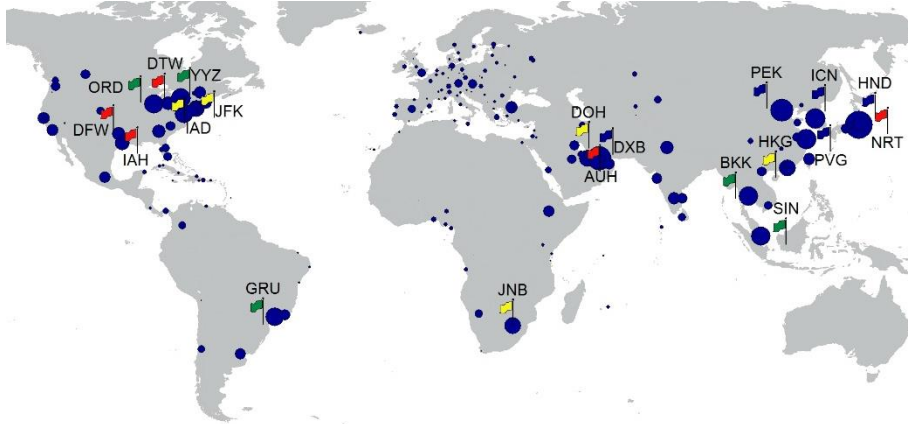 DTW
YYZ
ORD
JFK
DFW
IAD
IAH
GRU
JNB
DOH
DXB
AUH
PEK
ICN
HND
HKG
PVG
NRT
BKK
SIN